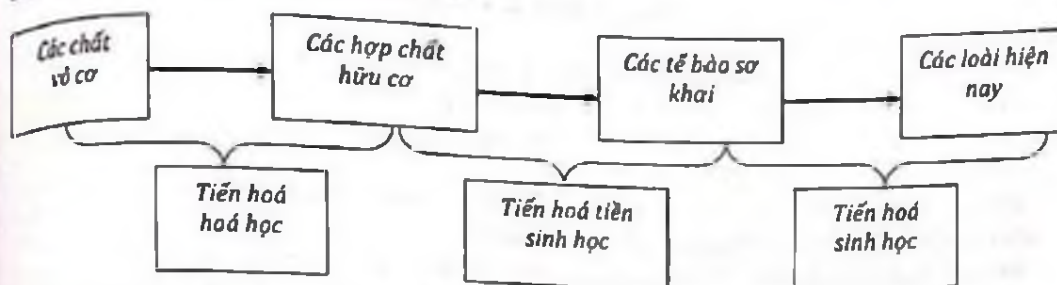 Các chất
vô cơ
Các hợp chất
hữu cơ
Các tế bào sơ
khai
Các loài hiện
nay
Tiến hoá
hoá học
Tiến hoá tiền
sinh học
Tiến hoá
sinh học